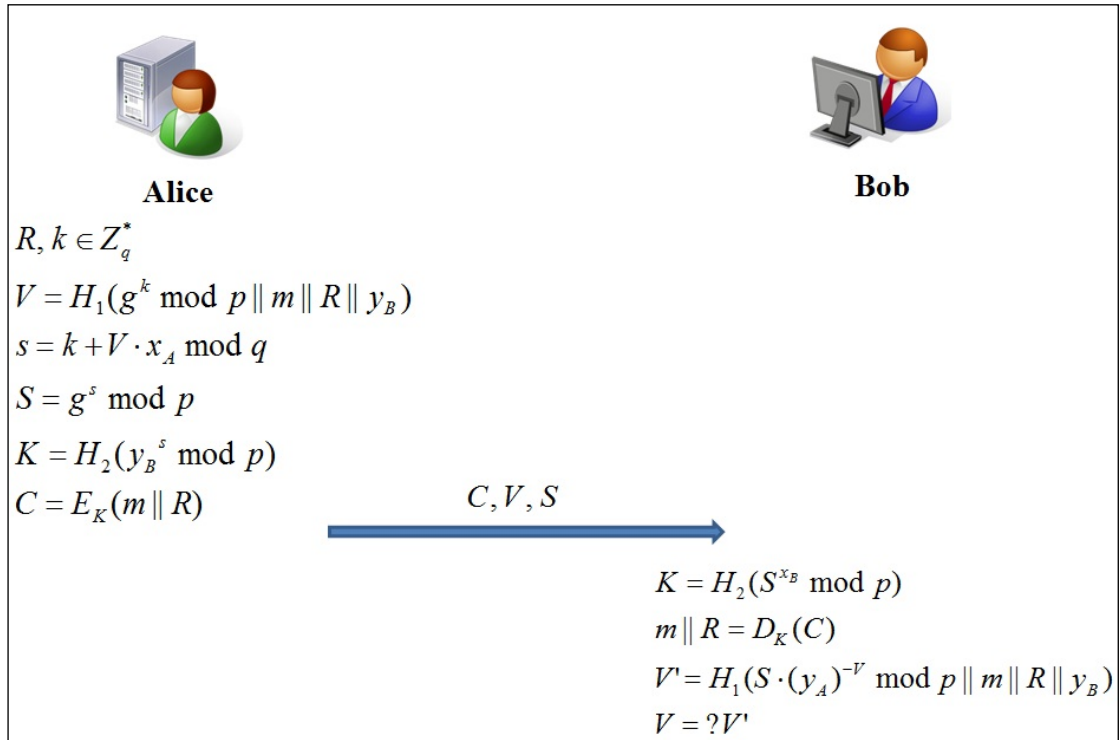 Alice
Bob
R, k ∈ Z_q^*
V = H_1(g^k mod p || m || R || y_B)
s = k + V · x_A mod q
S = g^s mod p
K = H_2(y_B^s mod p)
C = E_K(m || R)
C, V, S
K = H_2(S^{x_B} mod p)
m || R = D_K(C)
V' = H_1(S · (y_A)^{-V} mod p || m || R || y_B)
V = ?V'